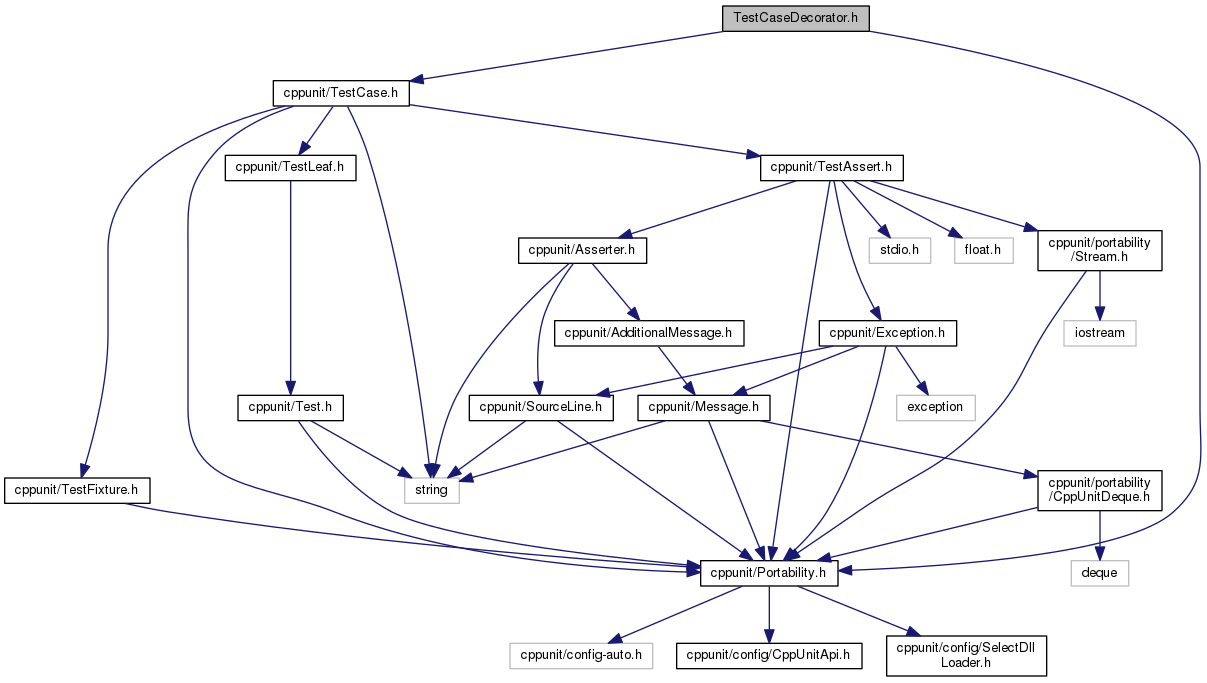 TestCaseDecorator.h
cppunit/TestCase.h
cppunit/TestLeaf.h
cppunit/TestAssert.h
cppunit/Asserter.h
stdio.h
float.h
cppunit/portability
/Stream.h
cppunit/AdditionalMessage.h
cppunit/Exception.h
iostream
cppunit/Test.h
cppunit/SourceLine.h
cppunit/Message.h
exception
cppunit/TestFixture.h
string
cppunit/portability
/CppUnitDeque.h
cppunit/Portability.h
deque
cppunit/config-auto.h
cppunit/config/CppUnitApi.h
cppunit/config/SelectDll
Loader.h